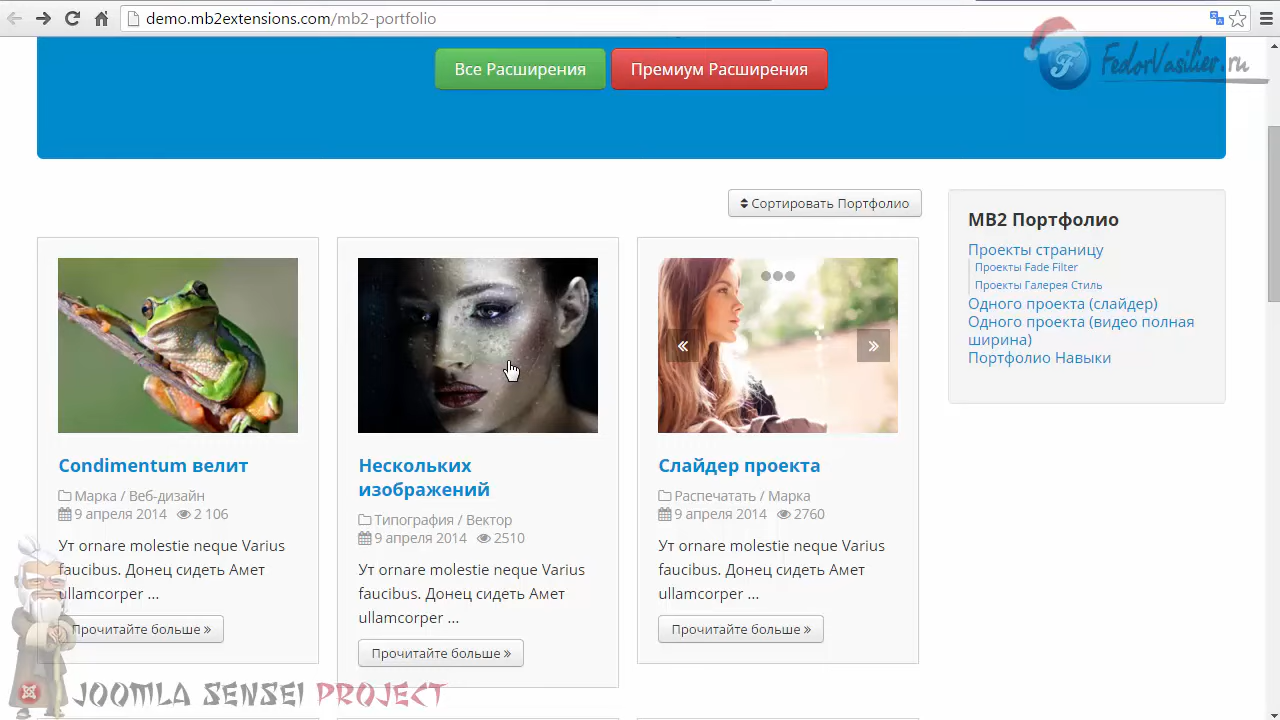 demo.mb2extensions.com/mb2-portfolio
FedorVasilier.ru
Все Расширения
Премиум Расширения
Сортировать Портфолио
МВ2 Портфолио
Проекты страницу
Проекты Fade Filter
Проекты Галерея Стиль
Одного проекта (слайдер)
Одного проекта (видео полная
ширина)
Портфолио Навыки
Condimentum велит
Марка / Веб-дизайн
9 апреля 2014 2 106
Ут ornare molestie neque Varius
faucibus. Донец сидеть Амет
ullamcorper ...
Прочитайте больше »
Нескольких
изображений
Типография / Вектор
9 апреля 2014 2510
Ут ornare molestie neque Varius
faucibus. Донец сидеть Амет
ullamcorper ...
Прочитайте больше »
Слайдер проекта
Распечатать / Марка
9 апреля 2014 2760
Ут ornare molestie neque Varius
faucibus. Донец сидеть Амет
ullamcorper ...
Прочитайте больше »
JOOMLA SENSEI PROJECT